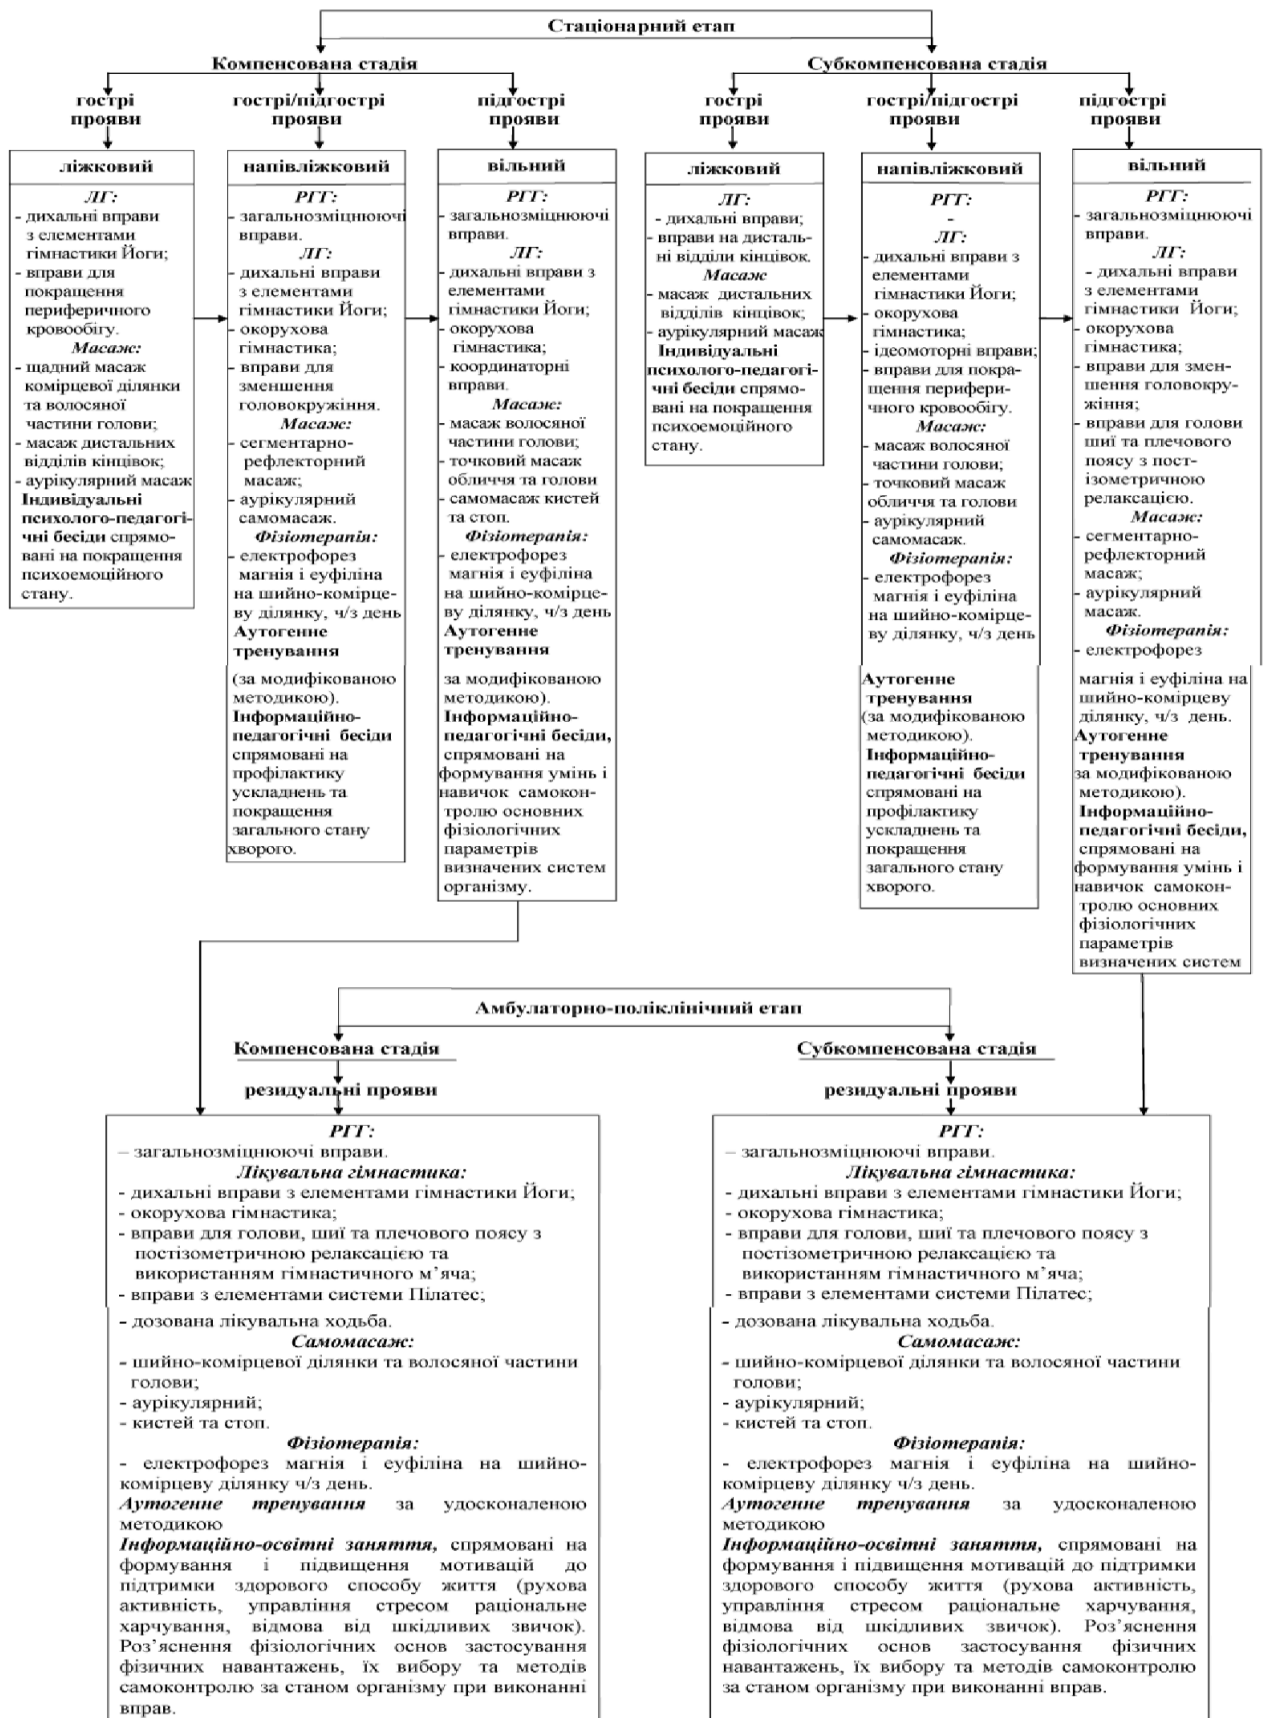 Стаціонарний етап
Компенсована стадія
гострі
прояви
гострі/підгострі
прояви
підгострі
прояви
ліжковий
ЛГ:
- дихальні вправи
з елементами
гімнастики Йоги;
- вправи для
покращення
периферичного
кровообігу.
Масаж:
- щадний масаж
комірцевої ділянки
та волосяної
частини голови;
- масаж дистальних
відділів кінцівок;
- аурікулярний масаж
Індивідуальні
психолого-педагогі-
чні бесіди спрямо-
вані на покращення
психоемоційного
стану.
напівліжковий
РГГ:
- загальнозміцнюючі
вправи.
ЛГ:
- дихальні вправи
з елементами
гімнастики Йоги;
- окорухова
гімнастика;
- вправи для
зменшення
головокружіння.
Масаж:
- сегментарно-
рефлекторний
масаж;
- аурікулярний
самомасаж.
Фізіотерапія:
- електрофорез
магнія і еуфіліна
на шийно-комірце-
ву ділянку, ч/з день
Аутогенне
тренування
(за модифікованою
методикою).
Інформаційно-
педагогічні бесіди
спрямовані на
профілактику
ускладнень та
покращення
загального стану
хворого.
вільний
РГГ:
- загальнозміцнюючі
вправи.
ЛГ:
- дихальні вправи з
елементами
гімнастики Йоги;
- окорухова
гімнастика;
- координаторні
вправи.
Масаж:
- масаж волосяної
частини голови;
- точковий масаж
обличчя та голови
- самомасаж кистей
та стоп.
Фізіотерапія:
- електрофорез
магнія і еуфіліна
на шийно-комірце-
ву ділянку, ч/з день
Аутогенне
тренування
за модифікованою
методикою).
Інформаційно-
педагогічні бесіди,
спрямовані на
формування умінь і
навичок самокон-
тролю основних
фізіологічних
параметрів
визначених систем
організму.
Субкомпенсована стадія
гострі
прояви
гострі/підгострі
прояви
підгострі
прояви
ліжковий
ЛГ:
- дихальні вправи;
- вправи на дисталь-
ні відділи кінцівок.
Масаж
- масаж дистальних
відділів кінцівок;
- аурікулярний масаж
Індивідуальні
психолого-педагогі-
чні бесіди спрямо-
вані на покращення
психоемоційного
стану.
напівліжковий
РГГ:
-
ЛГ:
- дихальні вправи з
елементами
гімнастики Йоги;
- окорухова
гімнастика;
- ідеомоторні вправи;
- вправи для покра-
щення перифери-
чного кровообігу.
Масаж:
- масаж волосяної
частини голови;
- точковий масаж
обличчя та голови
- аурікулярний
самомасаж.
Фізіотерапія:
- електрофорез
магнія і еуфіліна
на шийно-комірце-
ву ділянку, ч/з день
Аутогенне
тренування
(за модифікованою
методикою).
Інформаційно-
педагогічні бесіди
спрямовані на
профілактику
ускладнень та
покращення
загального стану
хворого.
вільний
РГГ:
- загальнозміцнюючі
вправи.
ЛГ:
- дихальні вправи
з елементами
гімнастики Йоги;
- окорухова
гімнастика;
- вправи для змен-
шення головокру-
жіння;
- вправи для голови
шиї та плечового
поясу з пост-
ізометричною
релаксацією.
Масаж:
- сегментарно-
рефлекторний
масаж;
- аурікулярний
масаж.
Фізіотерапія:
- електрофорез
магнія і еуфіліна на
шийно-комірцеву
ділянку, ч/з день.
Аутогенне
тренування
за модифікованою
методикою).
Інформаційно-
педагогічні бесіди,
спрямовані на
формування умінь і
навичок самокон-
тролю основних
фізіологічних
параметрів
визначених систем
Амбулаторно-поліклінічний етап
Компенсована стадія
резидуальні прояви
РГГ:
– загальнозміцнюючі вправи.
Лікувальна гімнастика:
- дихальні вправи з елементами гімнастики Йоги;
- окорухова гімнастика;
- вправи для голови, шиї та плечового поясу з
постізометричною релаксацією та
використанням гімнастичного м’яча;
- вправи з елементами системи Пілатес;
- дозована лікувальна ходьба.
Самомасаж:
- шийно-комірцевої ділянки та волосяної частини
голови;
- аурікулярний;
- кистей та стоп.
Фізіотерапія:
- електрофорез магнія і еуфіліна на шийно-
комірцеву ділянку ч/з день.
Аутогенне тренування за удосконаленою
методикою
Інформаційно-освітні заняття, спрямовані на
формування і підвищення мотивацій до
підтримки здорового способу життя (рухова
активність, управління стресом раціональне
харчування, відмова від шкідливих звичок).
Роз’яснення фізіологічних основ застосування
фізичних навантажень, їх вибору та методів
самоконтролю за станом організму при виконанні
вправ.
Субкомпенсована стадія
резидуальні прояви
РГГ:
– загальнозміцнюючі вправи.
Лікувальна гімнастика:
- дихальні вправи з елементами гімнастики Йоги;
- окорухова гімнастика;
- вправи для голови, шиї та плечового поясу з
постізометричною релаксацією та
використанням гімнастичного м’яча;
- вправи з елементами системи Пілатес;
- дозована лікувальна ходьба.
Самомасаж:
- шийно-комірцевої ділянки та волосяної частини
голови;
- аурікулярний;
- кистей та стоп.
Фізіотерапія:
- електрофорез магнія і еуфіліна на шийно-
комірцеву ділянку ч/з день.
Аутогенне тренування за удосконаленою
методикою
Інформаційно-освітні заняття, спрямовані на
формування і підвищення мотивацій до підтримки
здорового способу життя (рухова активність,
управління стресом раціональне харчування,
відмова від шкідливих звичок). Роз’яснення
фізіологічних основ застосування фізичних
навантажень, їх вибору та методів самоконтролю
за станом організму при виконанні вправ.